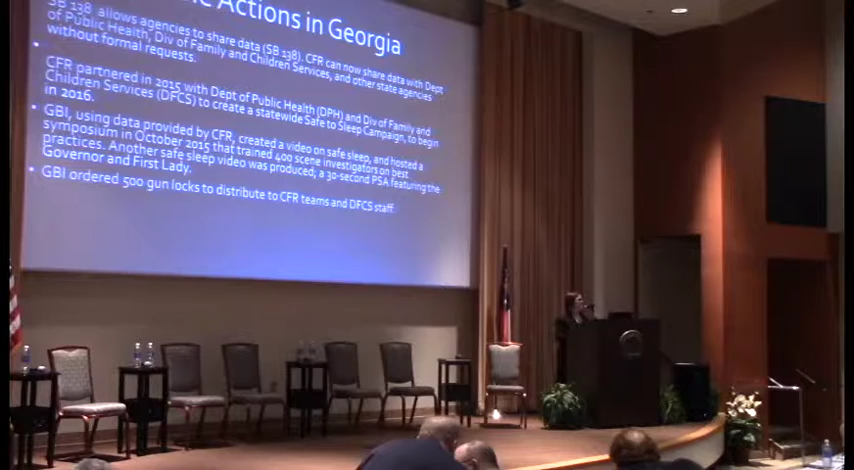 Actions in Georgia
SB 138 allows agencies to share data (SB 138). CFR can now share data with Dept
of Public Health, Div of Family and Children Services, and other state agencies
without formal requests.
CFR partnered in 2015 with Dept of Public Health (DPH) and Div of Family and
Children Services (DFCS) to create a statewide Safe to Sleep Campaign, to begin
in 2016.
GBI, using data provided by CFR, created a video on safe sleep, and hosted a
symposium in October 2015 that trained 400 scene investigators on best
practices. Another safe sleep video was produced; a 30-second PSA featuring the
Governor and First Lady.
GBI ordered 500 gun locks to distribute to CFR teams and DFCS staff.